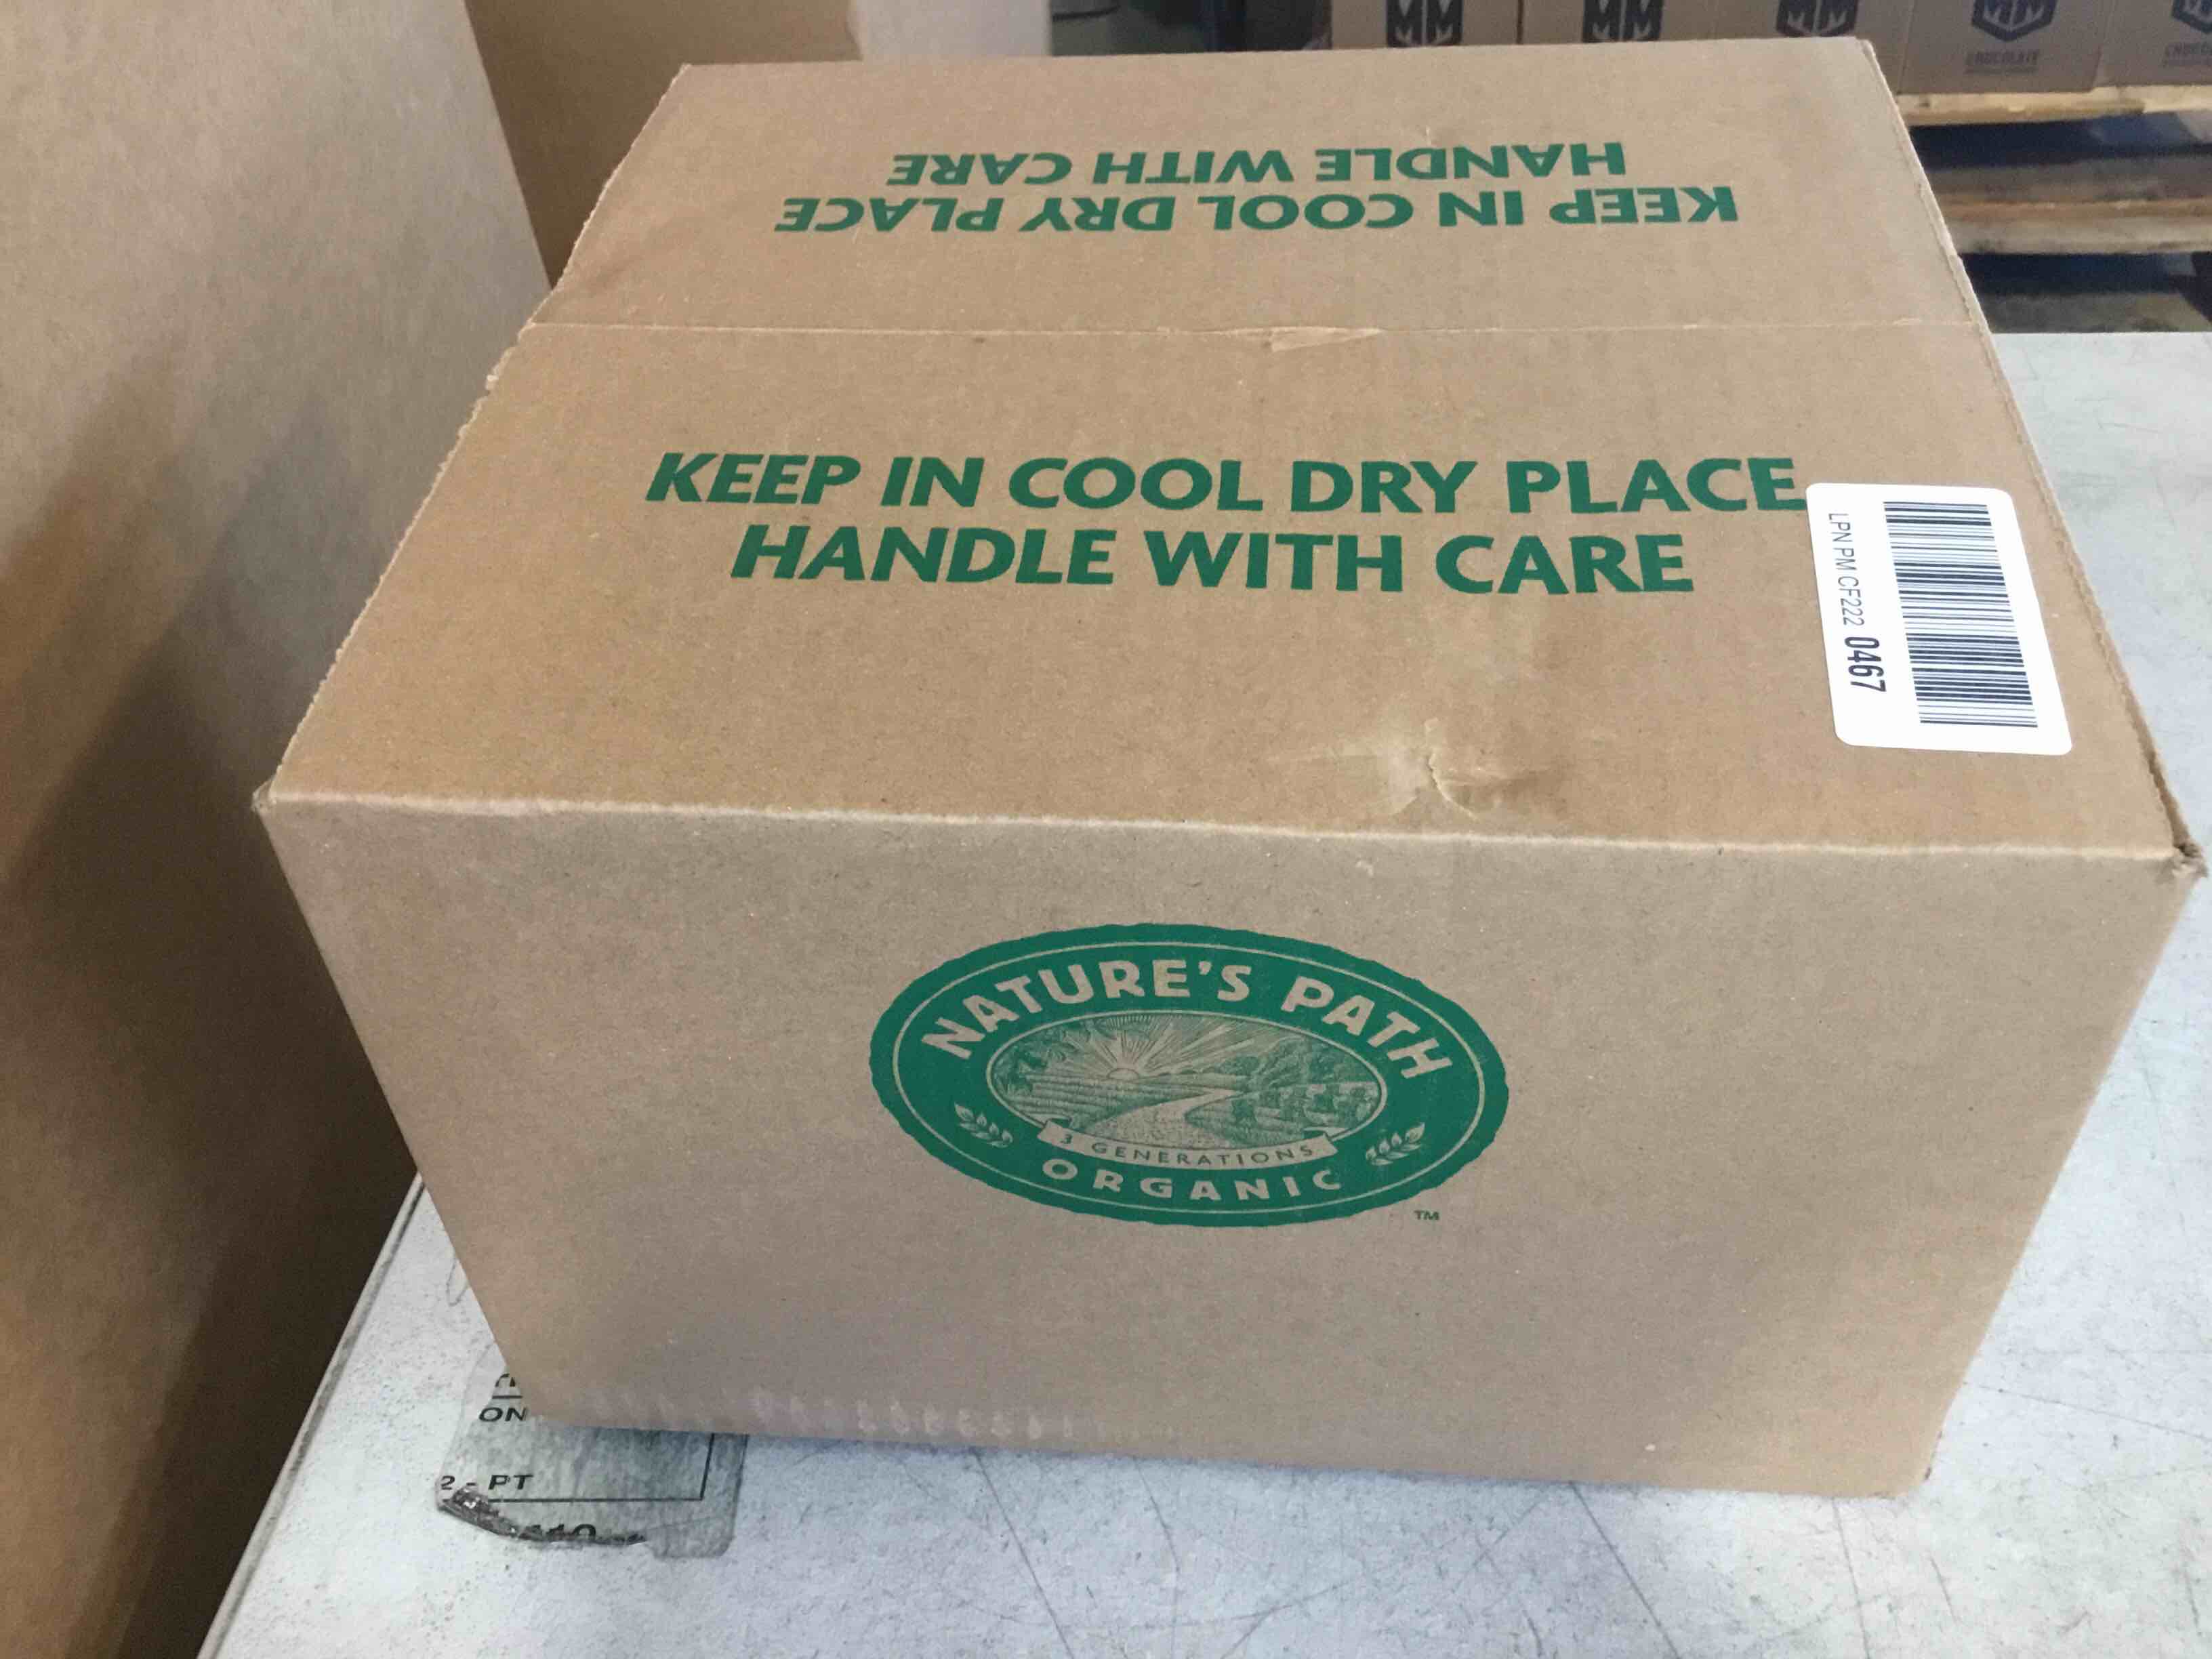 CHOCOLATE
KEEP IN COOL DRY PLACE
HANDLE WITH CARE
KEEP IN COOL DRY PLACE
HANDLE WITH CARE
LPN PM CF222 0467
NATURE'S PATH
3 GENERATIONS
ORGANIC
TM
ON
2 - PT